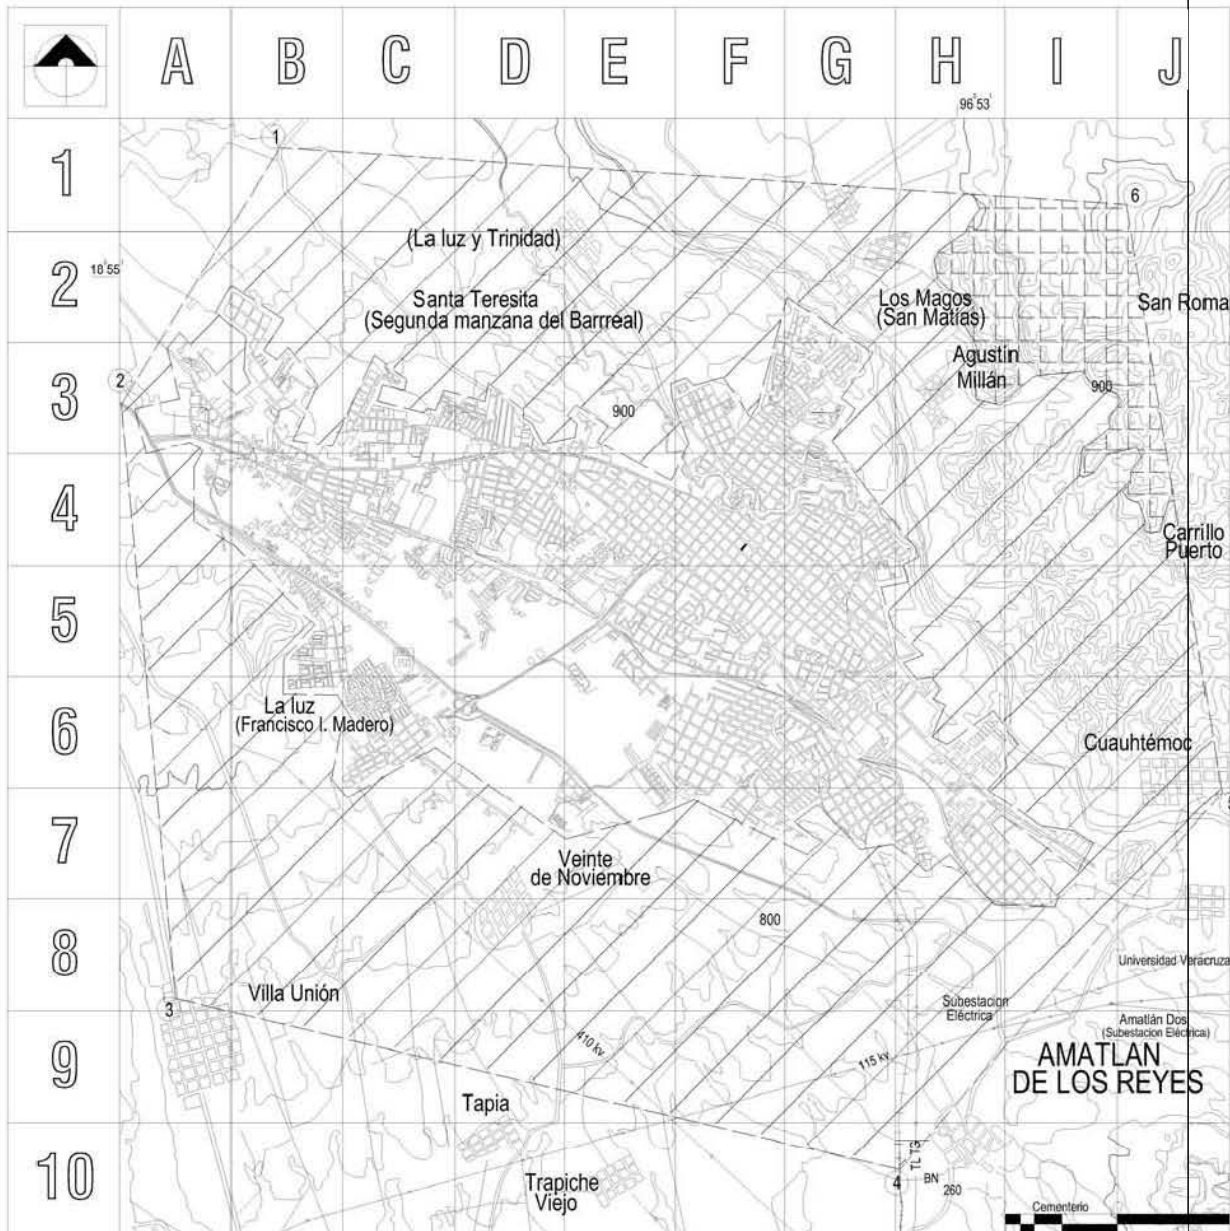 A B C D E F G H I J
96°53'
1
1
6
(La luz y Trinidad)
2
18°55'
Santa Teresita
(Segunda manzana del Barrreal)
Los Magos
(San Matías)
San Roma
Agustín
Millán
2
3
900
900
4
Carrillo
Puerto
5
La luz
(Francisco I. Madero)
6
Cuauhtémoc
7
Veinte
de Noviembre
800
8
Universidad Veracruza
Villa Unión
3
Subestacion
Eléctrica
Amatlán Dos
(Subestacion Eléctrica)
9
410 kv
115 kv
AMATLAN
DE LOS REYES
Tapia
10
TL T3
4
BN
260
Trapiche
Viejo
Cementerio